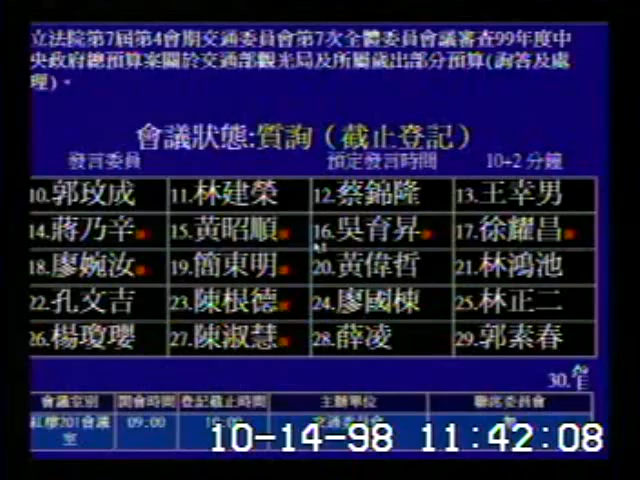 立法院第7屆第4會期交通委員會第7次全體委員會議審查99年度中
央政府總預算案關於交通部觀光局及所屬歲出部分預算(詢答及處
理)。
會議狀態:質詢（截止登記）
發言委員 預定發言時間 10+2 分鐘
10.郭玟成 11.林建榮 12.蔡錦隆 13.王幸男
14.蔣乃辛 15.黃昭順 16.吳育昇 17.徐耀昌
18.廖婉汝 19.簡東明 20.黃偉哲 21.林鴻池
22.孔文吉 23.陳根德 24.廖國棟 25.林正二
26.楊瓊瓔 27.陳淑慧 28.薛凌 29.郭素春
30.
會議室別 開會時間 登記截止時間 主辦單位 聯席委員會
紅樓201會議 09:00 10:00 交通委員會
室
10-14-98 11:42:08